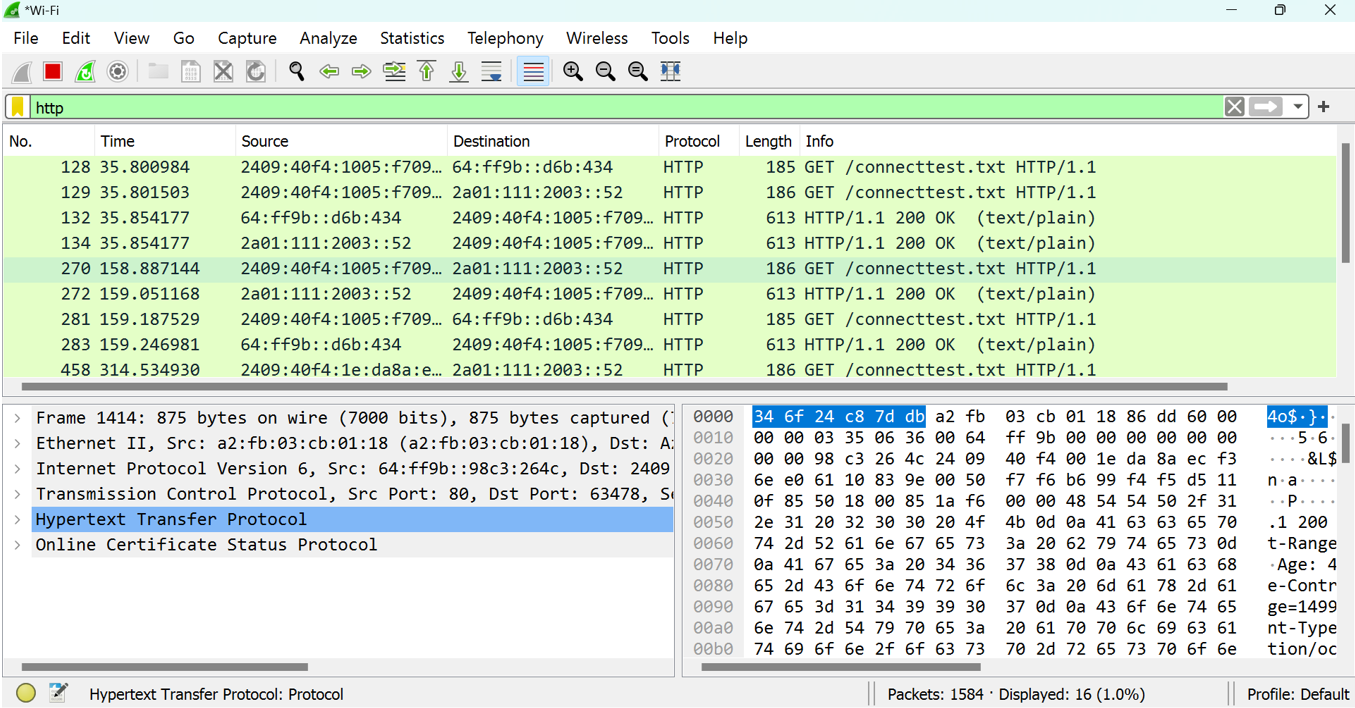 *Wi-Fi
File Edit View Go Capture Analyze Statistics Telephony Wireless Tools Help
http
No. Time Source Destination Protocol Length Info
128 35.800984 2409:40f4:1005:f709… 64:ff9b::d6b:434 HTTP 185 GET /connecttest.txt HTTP/1.1
129 35.801503 2409:40f4:1005:f709… 2a01:111:2003::52 HTTP 186 GET /connecttest.txt HTTP/1.1
132 35.854177 64:ff9b::d6b:434 2409:40f4:1005:f709… HTTP 613 HTTP/1.1 200 OK (text/plain)
134 35.854177 2a01:111:2003::52 2409:40f4:1005:f709… HTTP 613 HTTP/1.1 200 OK (text/plain)
270 158.887144 2409:40f4:1005:f709… 2a01:111:2003::52 HTTP 186 GET /connecttest.txt HTTP/1.1
272 159.051168 2a01:111:2003::52 2409:40f4:1005:f709… HTTP 613 HTTP/1.1 200 OK (text/plain)
281 159.187529 2409:40f4:1005:f709… 64:ff9b::d6b:434 HTTP 185 GET /connecttest.txt HTTP/1.1
283 159.246981 64:ff9b::d6b:434 2409:40f4:1005:f709… HTTP 613 HTTP/1.1 200 OK (text/plain)
458 314.534930 2409:40f4:1e:da8a:e… 2a01:111:2003::52 HTTP 186 GET /connecttest.txt HTTP/1.1
Frame 1414: 875 bytes on wire (7000 bits), 875 bytes captured (
Ethernet II, Src: a2:fb:03:cb:01:18 (a2:fb:03:cb:01:18), Dst: A
Internet Protocol Version 6, Src: 64:ff9b::98c3:264c, Dst: 2409
Transmission Control Protocol, Src Port: 80, Dst Port: 63478, S
Hypertext Transfer Protocol
Online Certificate Status Protocol
0000 34 6f 24 c8 7d db a2 fb 03 cb 01 18 86 dd 60 00 4o$·}·
0010 00 00 03 35 06 36 00 64 ff 9b 00 00 00 00 00 00 ···5·6
0020 00 00 98 c3 26 4c 24 09 40 f4 00 1e da 8a ec f3 ····&L$
0030 6e e0 61 10 83 9e 00 50 f7 f6 b6 99 f4 f5 d5 11 n·a····
0040 0f 85 50 18 00 85 1a f6 00 00 48 54 54 50 2f 31 ··P····
0050 2e 31 20 32 30 30 20 4f 4b 0d 0a 41 63 63 65 70 .1 200
0060 74 2d 52 61 6e 67 65 73 3a 20 62 79 74 65 73 0d t-Range
0070 0a 41 67 65 3a 20 34 36 37 38 0d 0a 43 61 63 68 ·Age: 4
0080 65 2d 43 6f 6e 74 72 6f 6c 3a 20 6d 61 78 2d 61 e-Contr
0090 67 65 3d 31 34 39 39 30 37 0d 0a 43 6f 6e 74 65 ge=1499
00a0 6e 74 2d 54 79 70 65 3a 20 61 70 70 6c 69 63 61 nt-Type
00b0 74 69 6f 6e 2f 6f 63 73 70 2d 72 65 73 70 6f 6e tion/oc
Hypertext Transfer Protocol: Protocol
Packets: 1584 · Displayed: 16 (1.0%)
Profile: Default